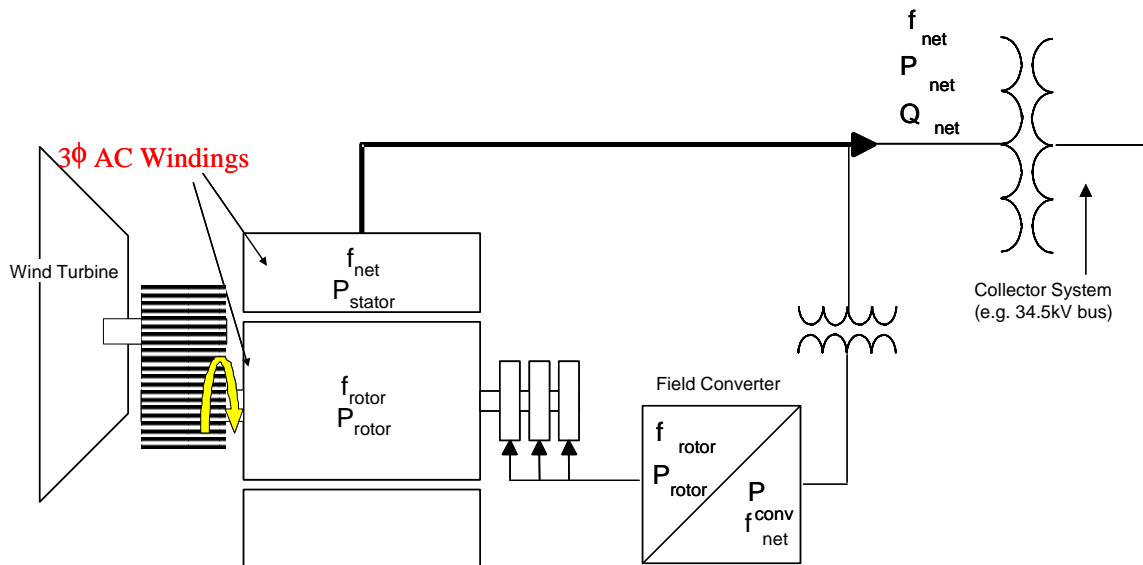 f net
P net
Q net
3ϕ AC Windings
Wind Turbine
f net
P stator
Collector System
(e.g. 34.5kV bus)
f rotor
P rotor
Field Converter
f rotor
P rotor
P conv
f net